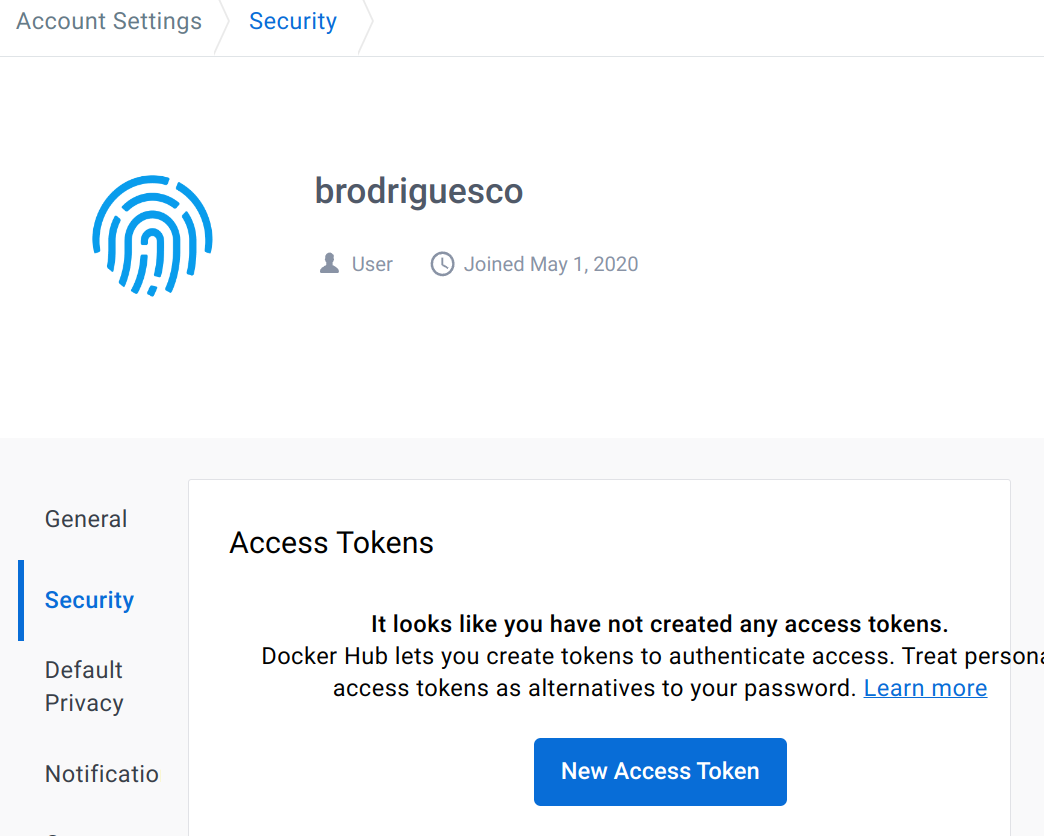 Account Settings
Security
brodriguesco
User
Joined May 1, 2020
General
Security
Default
Privacy
Notificatio
Access Tokens
It looks like you have not created any access tokens.
Docker Hub lets you create tokens to authenticate access. Treat persona
access tokens as alternatives to your password. Learn more
New Access Token